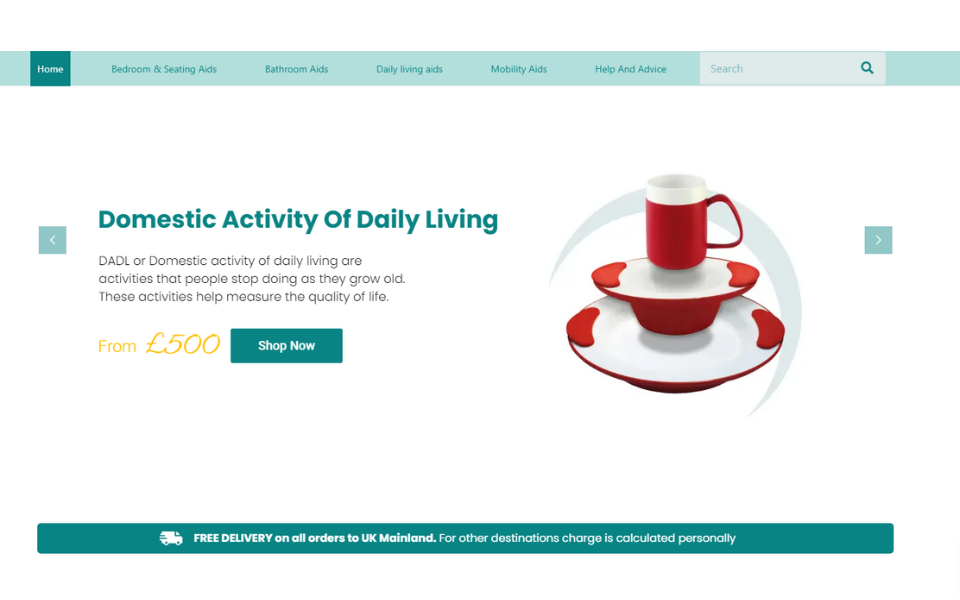 Home Bedroom & Seating Aids Bathroom Aids Daily living aids Mobility Aids Help And Advice Search
Domestic Activity Of Daily Living
DADL or Domestic activity of daily living are
activities that people stop doing as they grow old.
These activities help measure the quality of life.
From £500 Shop Now
FREE DELIVERY on all orders to UK Mainland. For other destinations charge is calculated personally